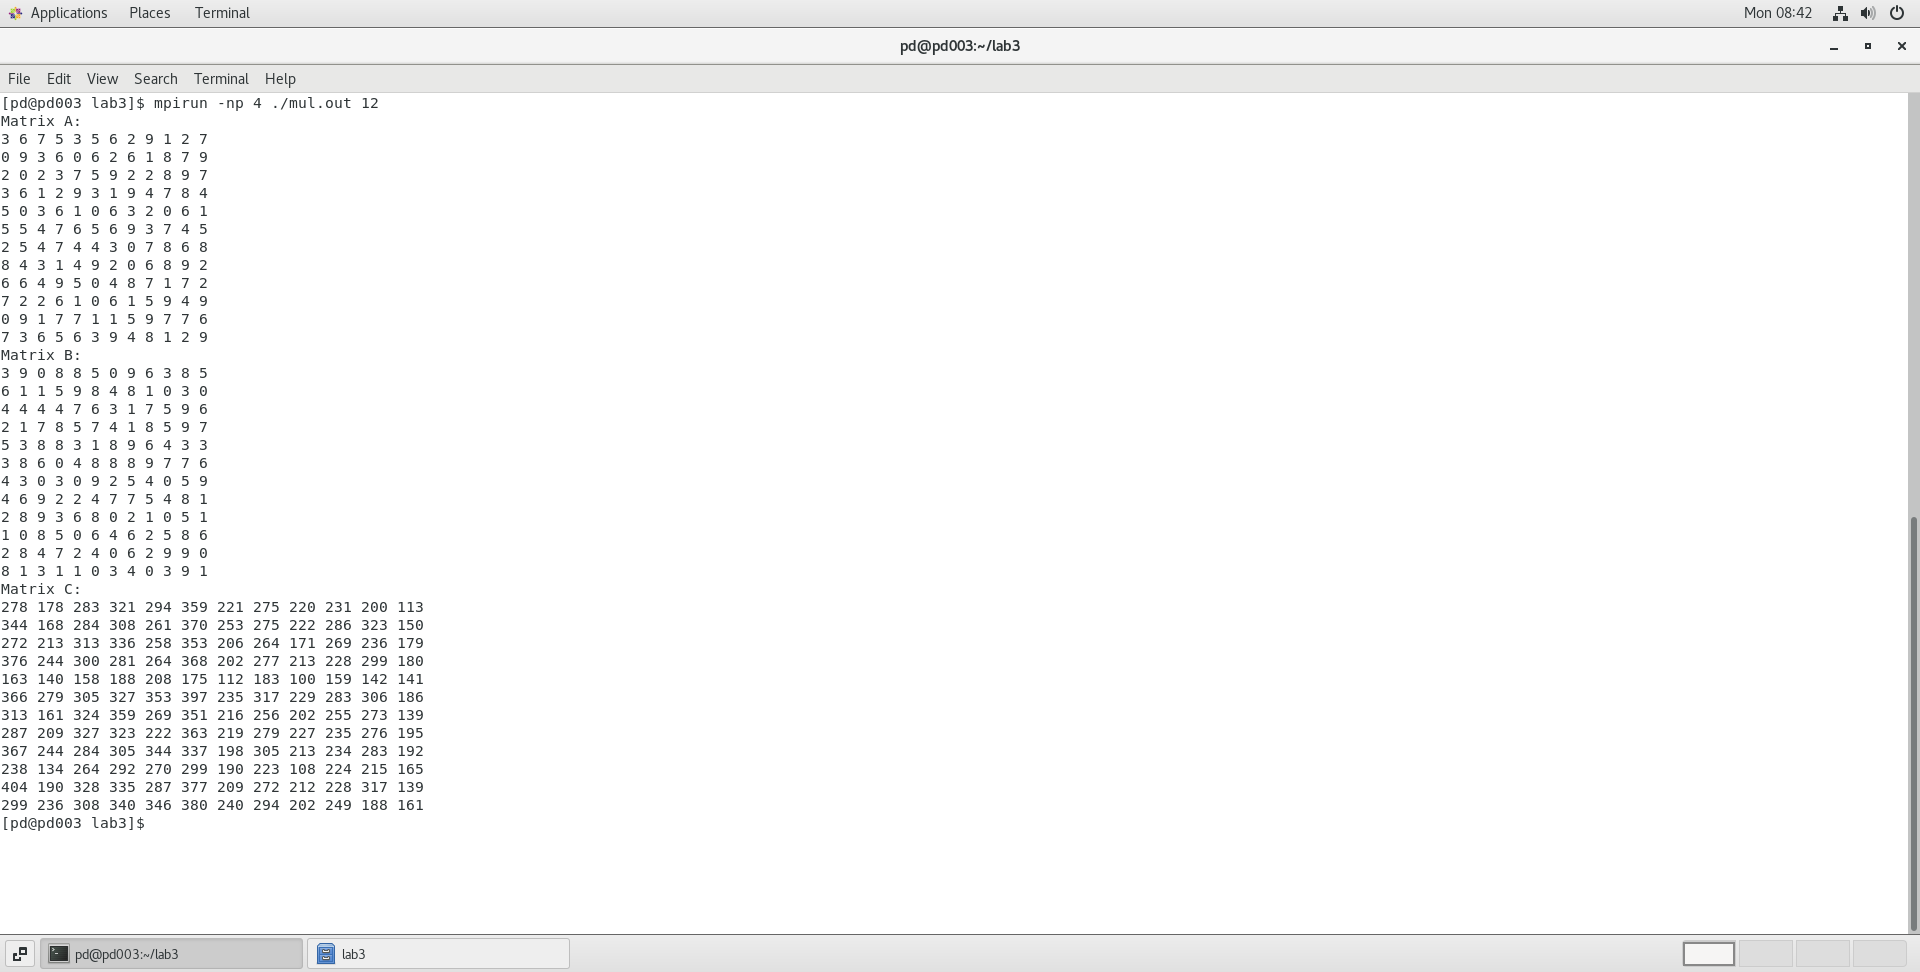 Applications Places Terminal Mon 08:42
pd@pd003:~/lab3
File Edit View Search Terminal Help
[pd@pd003 lab3]$ mpirun -np 4 ./mul.out 12
Matrix A:
3 6 7 5 3 5 6 2 9 1 2 7
0 9 3 6 0 6 2 6 1 8 7 9
2 0 2 3 7 5 9 2 2 8 9 7
3 6 1 2 9 3 1 9 4 7 8 4
5 0 3 6 1 0 6 3 2 0 6 1
5 5 4 7 6 5 6 9 3 7 4 5
2 5 4 7 4 4 3 0 7 8 6 8
8 4 3 1 4 9 2 0 6 8 9 2
6 6 4 9 5 0 4 8 7 1 7 2
7 2 2 6 1 0 6 1 5 9 4 9
0 9 1 7 7 1 1 5 9 7 7 6
7 3 6 5 6 3 9 4 8 1 2 9
Matrix B:
3 9 0 8 8 5 0 9 6 3 8 5
6 1 1 5 9 8 4 8 1 0 3 0
4 4 4 4 7 6 3 1 7 5 9 6
2 1 7 8 5 7 4 1 8 5 9 7
5 3 8 8 3 1 8 9 6 4 3 3
3 8 6 0 4 8 8 8 9 7 7 6
4 3 0 3 0 9 2 5 4 0 5 9
4 6 9 2 2 4 7 7 5 4 8 1
2 8 9 3 6 8 0 2 1 0 5 1
1 0 8 5 0 6 4 6 2 5 8 6
2 8 4 7 2 4 0 6 2 9 9 0
8 1 3 1 1 0 3 4 0 3 9 1
Matrix C:
278 178 283 321 294 359 221 275 220 231 200 113
344 168 284 308 261 370 253 275 222 286 323 150
272 213 313 336 258 353 206 264 171 269 236 179
376 244 300 281 264 368 202 277 213 228 299 180
163 140 158 188 208 175 112 183 100 159 142 141
366 279 305 327 353 397 235 317 229 283 306 186
313 161 324 359 269 351 216 256 202 255 273 139
287 209 327 323 222 363 219 279 227 235 276 195
367 244 284 305 344 337 198 305 213 234 283 192
238 134 264 292 270 299 190 223 108 224 215 165
404 190 328 335 287 377 209 272 212 228 317 139
299 236 308 340 346 380 240 294 202 249 188 161
[pd@pd003 lab3]$
pd@pd003:~/lab3 lab3